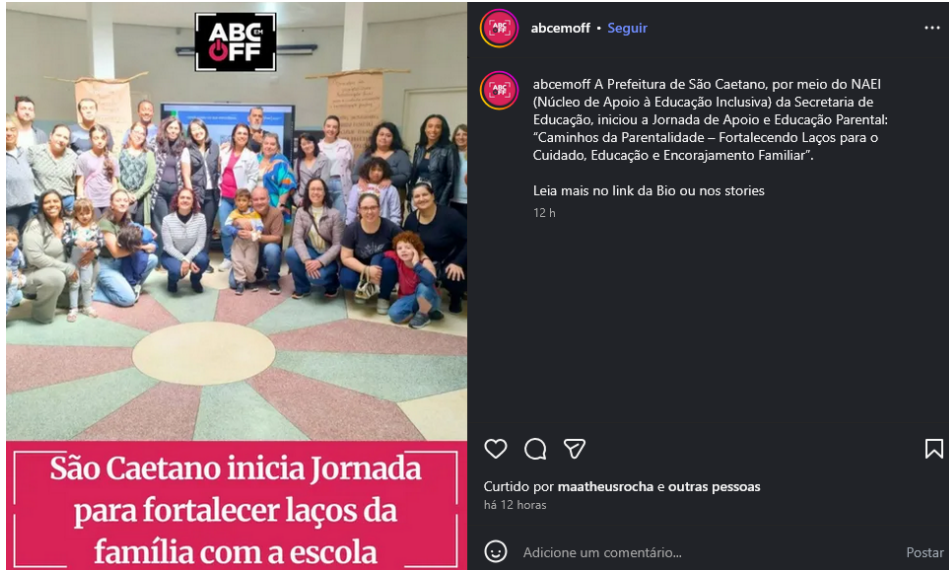 ABC EM
OFF
São Caetano inicia Jornada
para fortalecer laços da
família com a escola
abcemoff • Seguir
abcemoff A Prefeitura de São Caetano, por meio do NAEI
(Núcleo de Apoio à Educação Inclusiva) da Secretaria de
Educação, iniciou a Jornada de Apoio e Educação Parental:
“Caminhos da Parentalidade – Fortalecendo Laços para o
Cuidado, Educação e Encorajamento Familiar”.
Leia mais no link da Bio ou nos stories
12 h
Curtido por maatheusrocha e outras pessoas
há 12 horas
Adicione um comentário...
Postar